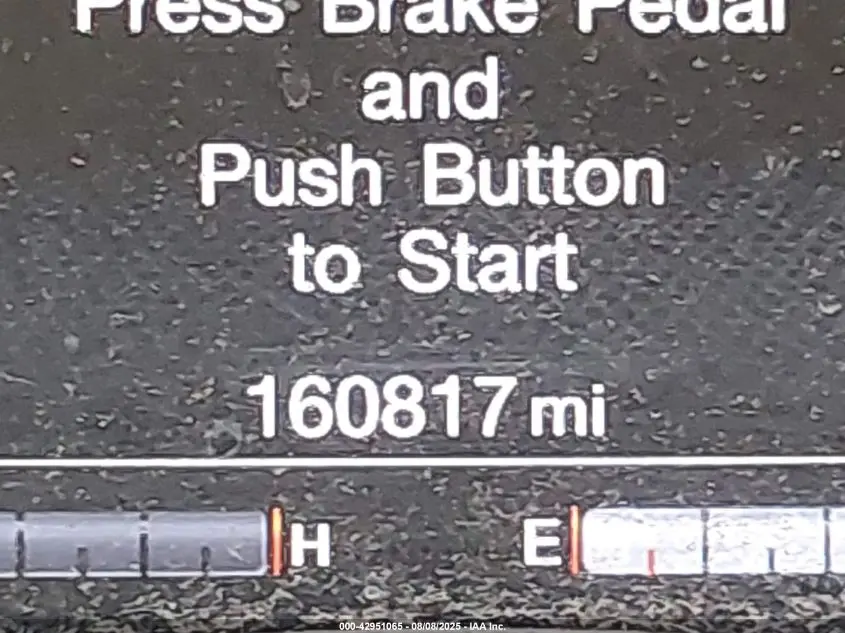 Press Brake Pedal
and
Push Button
to Start
160817 mi
H E
000-42951065 - 08/08/2025 - IAA Inc.